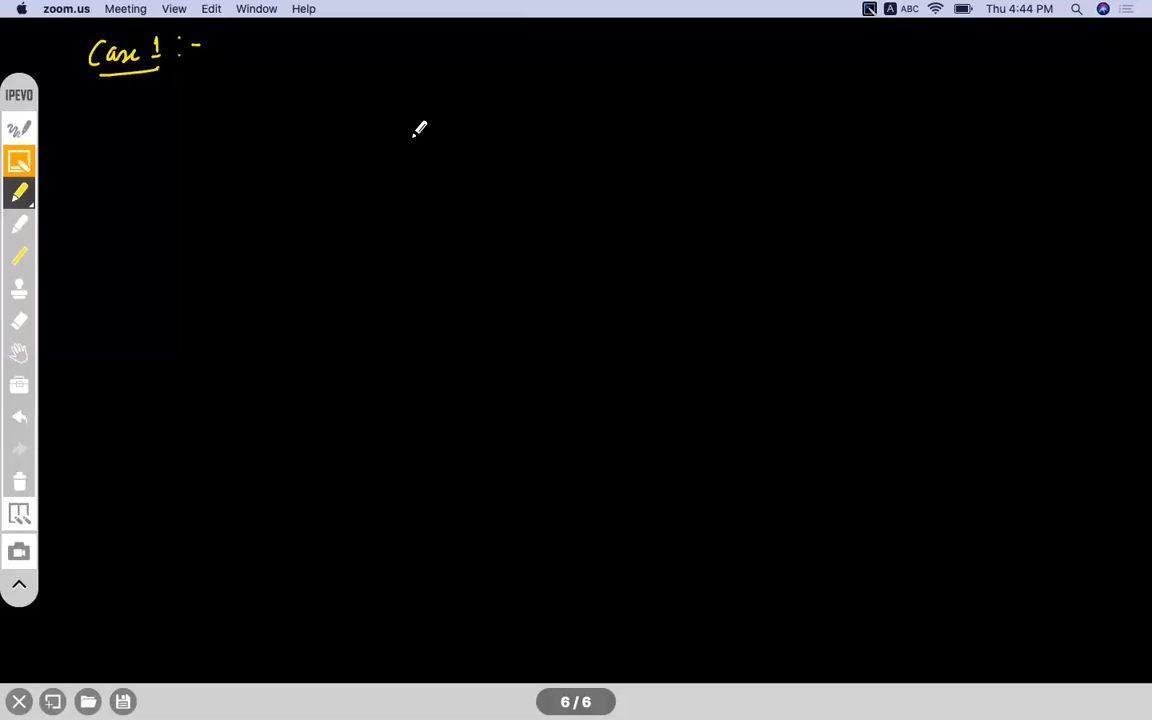 zoom.us Meeting View Edit Window Help A ABC Thu 4:44 PM
Case 1 :-
IPEVO
6 / 6